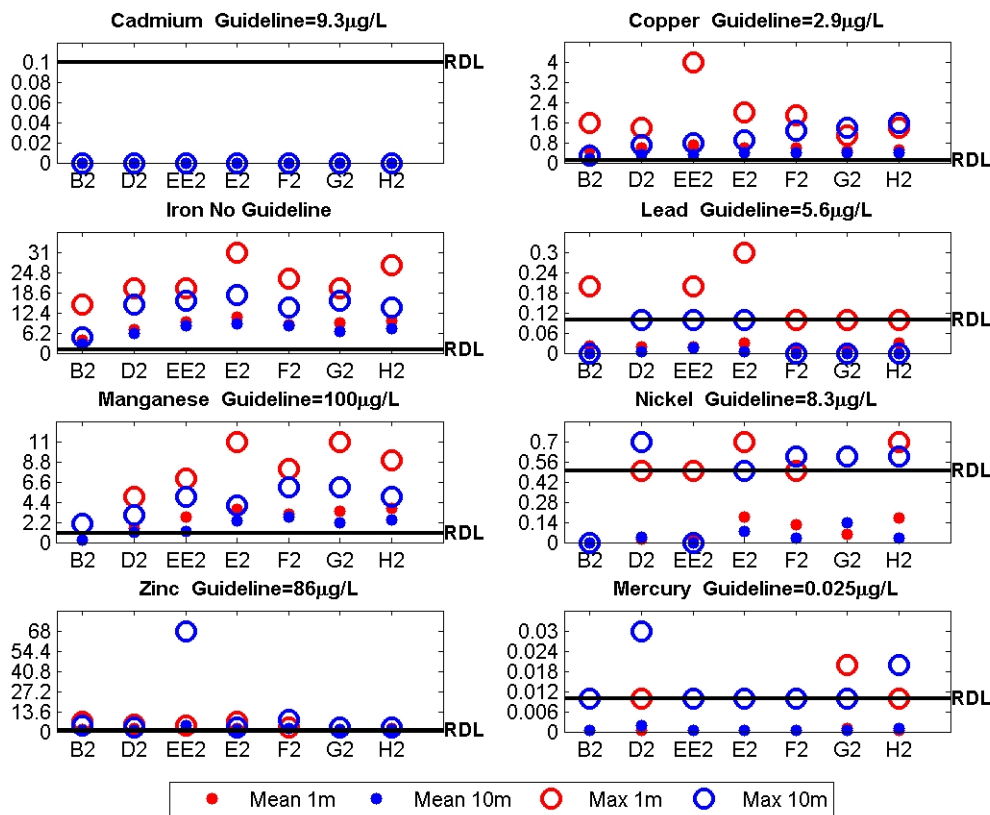 Cadmium Guideline=9.3µg/L
0.1
0.08
0.06
0.04
0.02
0
RDL
B2 D2 EE2 E2 F2 G2 H2
Copper Guideline=2.9µg/L
4
3.2
2.4
1.6
0.8
0
RDL
B2 D2 EE2 E2 F2 G2 H2
Iron No Guideline
31
24.8
18.6
12.4
6.2
0
RDL
B2 D2 EE2 E2 F2 G2 H2
Lead Guideline=5.6µg/L
0.3
0.24
0.18
0.12
0.06
0
RDL
B2 D2 EE2 E2 F2 G2 H2
Manganese Guideline=100µg/L
11
8.8
6.6
4.4
2.2
0
RDL
B2 D2 EE2 E2 F2 G2 H2
Nickel Guideline=8.3µg/L
0.7
0.56
0.42
0.28
0.14
0
RDL
B2 D2 EE2 E2 F2 G2 H2
Zinc Guideline=86µg/L
68
54.4
40.8
27.2
13.6
0
RDL
B2 D2 EE2 E2 F2 G2 H2
Mercury Guideline=0.025µg/L
0.03
0.024
0.018
0.012
0.006
0
RDL
B2 D2 EE2 E2 F2 G2 H2
Mean 1m Mean 10m Max 1m Max 10m